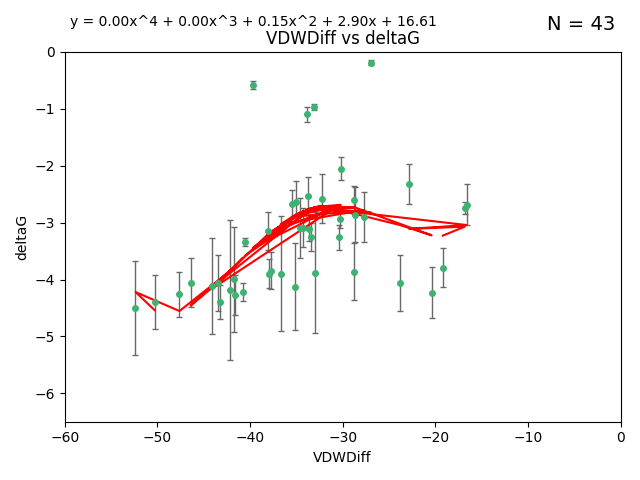 y = 0.00x^4 + 0.00x^3 + 0.15x^2 + 2.90x + 16.61
N = 43
VDWDiff vs deltaG
0
−1
−2
−3
−4
−5
−6
deltaG
−60 −50 −40 −30 −20 −10 0
VDWDiff